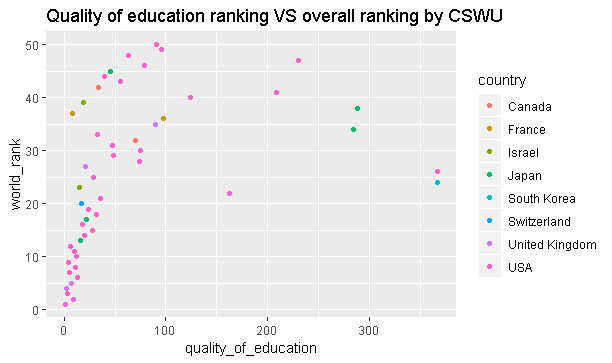 Quality of education ranking VS overall ranking by CSWU
50
40
30
20
10
0
world_rank
0 100 200 300
quality_of_education
country
Canada
France
Israel
Japan
South Korea
Switzerland
United Kingdom
USA